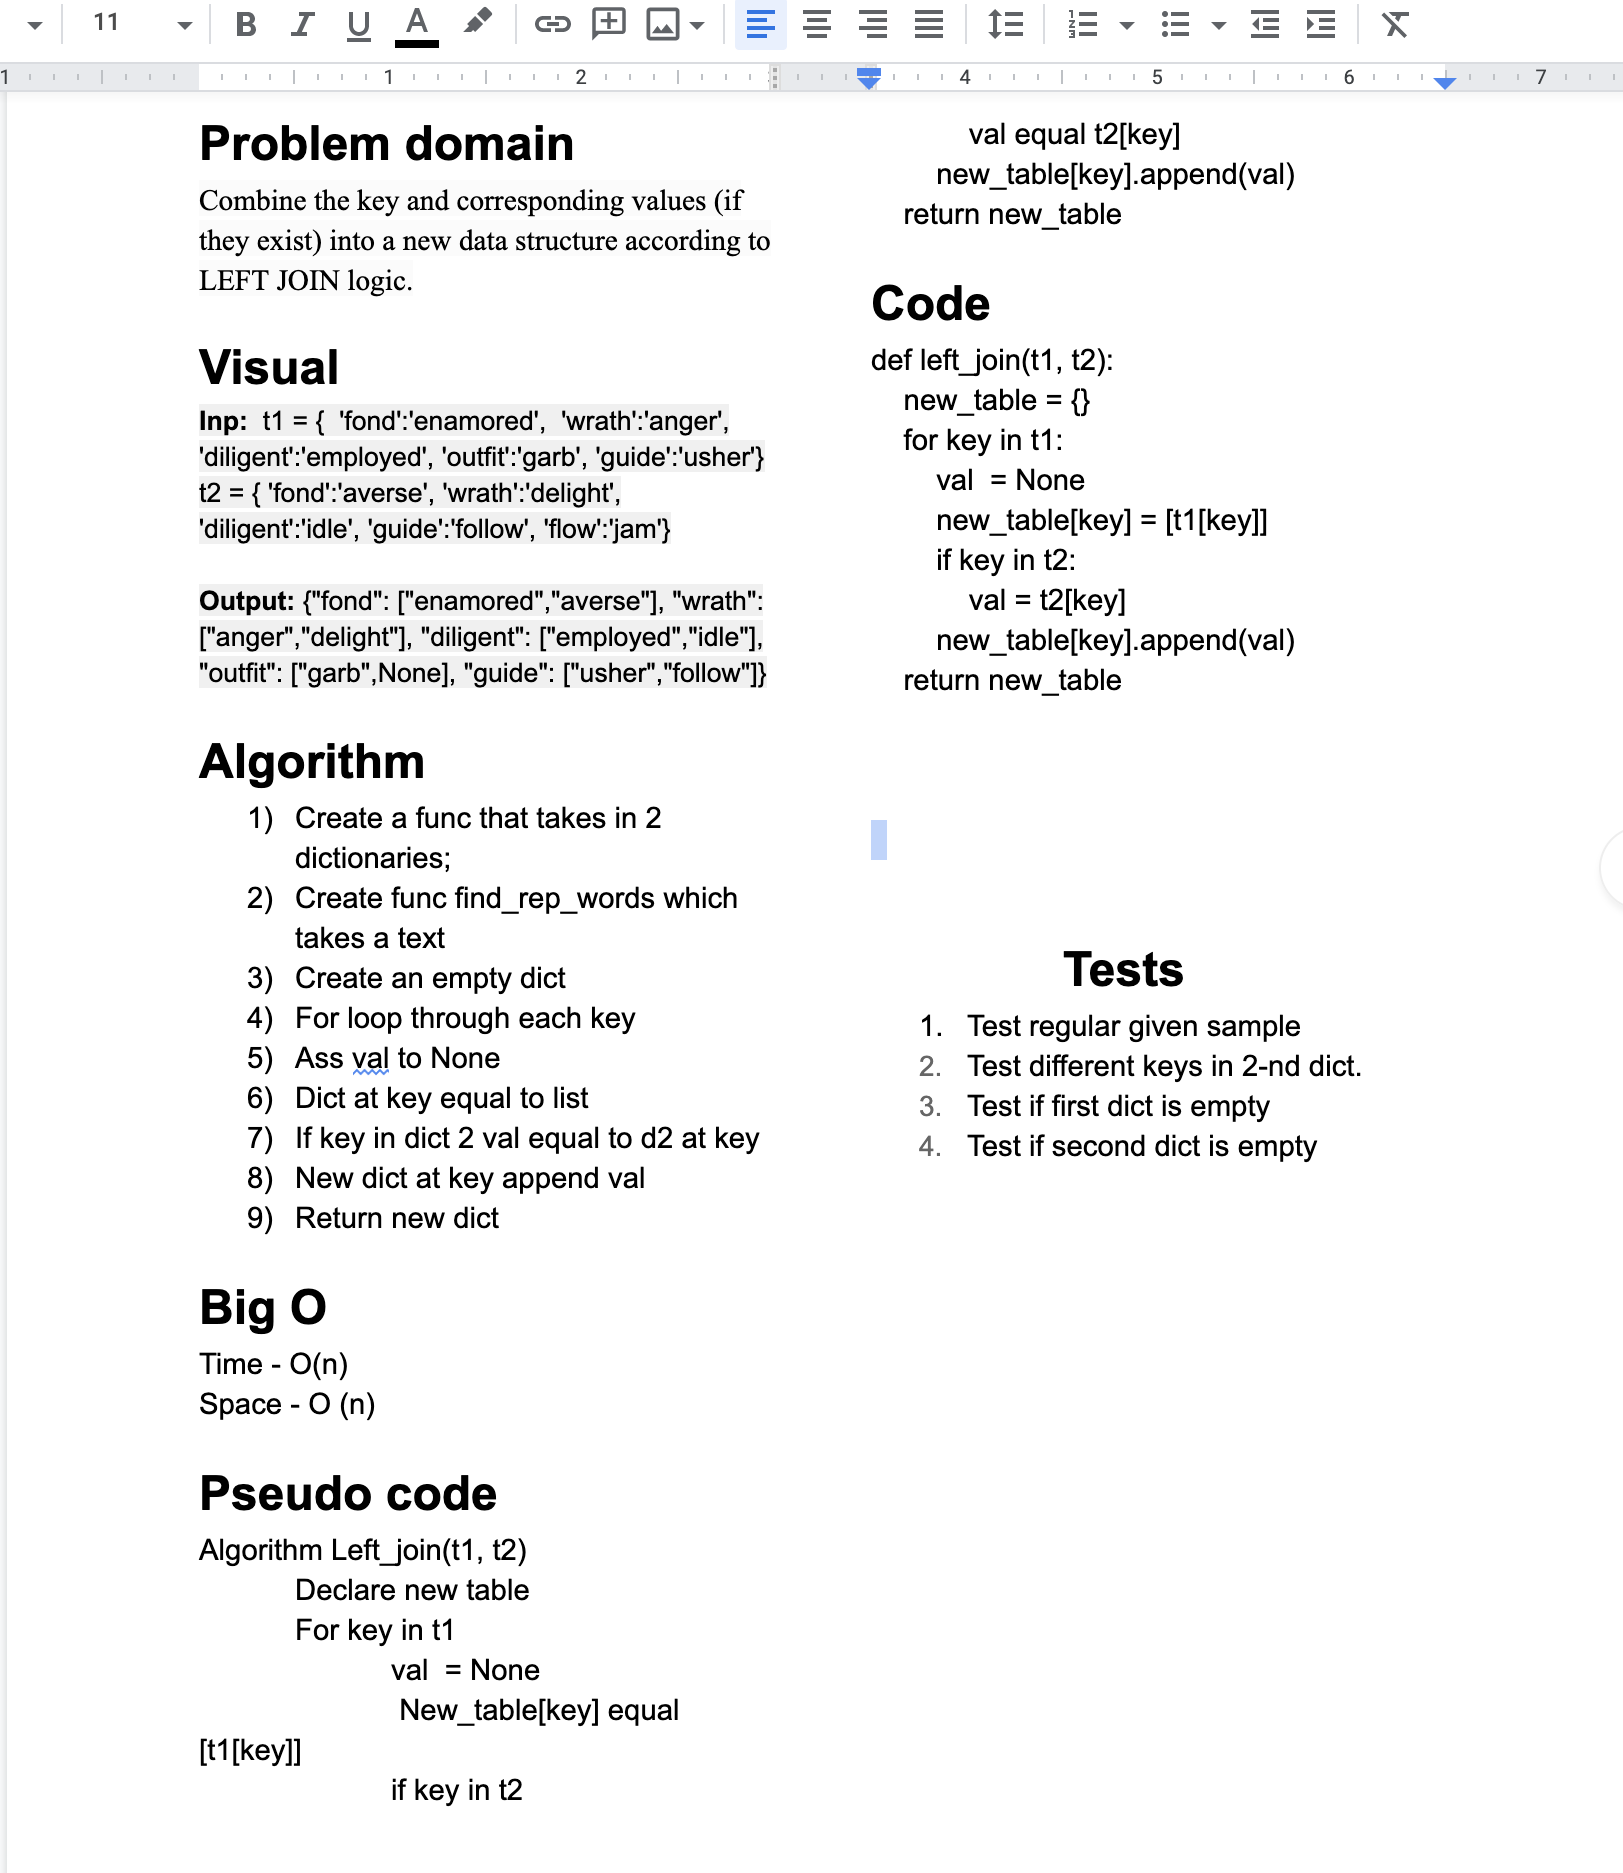 11 B I U A
1 1 2 4 5 6 7
Problem domain
Combine the key and corresponding values (if
they exist) into a new data structure according to
LEFT JOIN logic.
Visual
Inp:  t1 = {  'fond':'enamored',  'wrath':'anger',
'diligent':'employed', 'outfit':'garb', 'guide':'usher'}
t2 = { 'fond':'averse', 'wrath':'delight',
'diligent':'idle', 'guide':'follow', 'flow':'jam'}
Output: {"fond": ["enamored","averse"], "wrath":
["anger","delight"], "diligent": ["employed","idle"],
"outfit": ["garb",None], "guide": ["usher","follow"]}
Algorithm
1) Create a func that takes in 2
dictionaries;
2) Create func find_rep_words which
takes a text
3) Create an empty dict
4) For loop through each key
5) Ass val to None
6) Dict at key equal to list
7) If key in dict 2 val equal to d2 at key
8) New dict at key append val
9) Return new dict
Big O
Time - O(n)
Space - O (n)
Pseudo code
Algorithm Left_join(t1, t2)
Declare new table
For key in t1
val  = None
New_table[key] equal
[t1[key]]
if key in t2
val equal t2[key]
new_table[key].append(val)
return new_table
Code
def left_join(t1, t2):
new_table = {}
for key in t1:
val  = None
new_table[key] = [t1[key]]
if key in t2:
val = t2[key]
new_table[key].append(val)
return new_table
Tests
1. Test regular given sample
2. Test different keys in 2-nd dict.
3. Test if first dict is empty
4. Test if second dict is empty